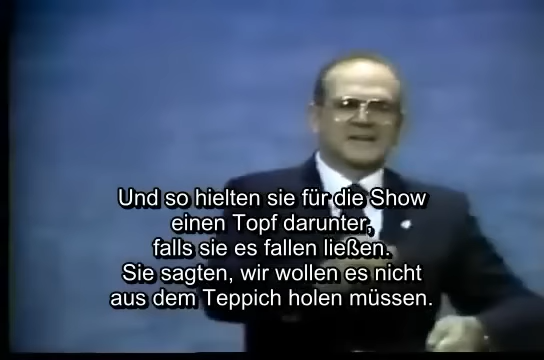 Und so hielten sie für die Show
einen Topf darunter,
falls sie es fallen ließen.
Sie sagten, wir wollen es nicht
aus dem Teppich holen müssen.